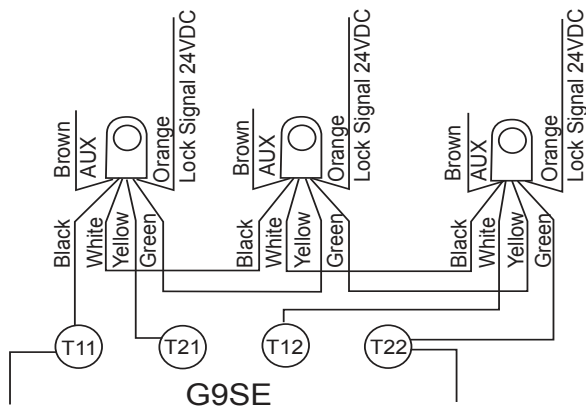 Brown
AUX
Orange
Lock Signal 24VDC
Brown
AUX
Orange
Lock Signal 24VDC
Brown
AUX
Orange
Lock Signal 24VDC
Black
White
Yellow
Green
Black
White
Yellow
Green
Black
White
Yellow
Green
T11
T21
T12
T22
G9SE